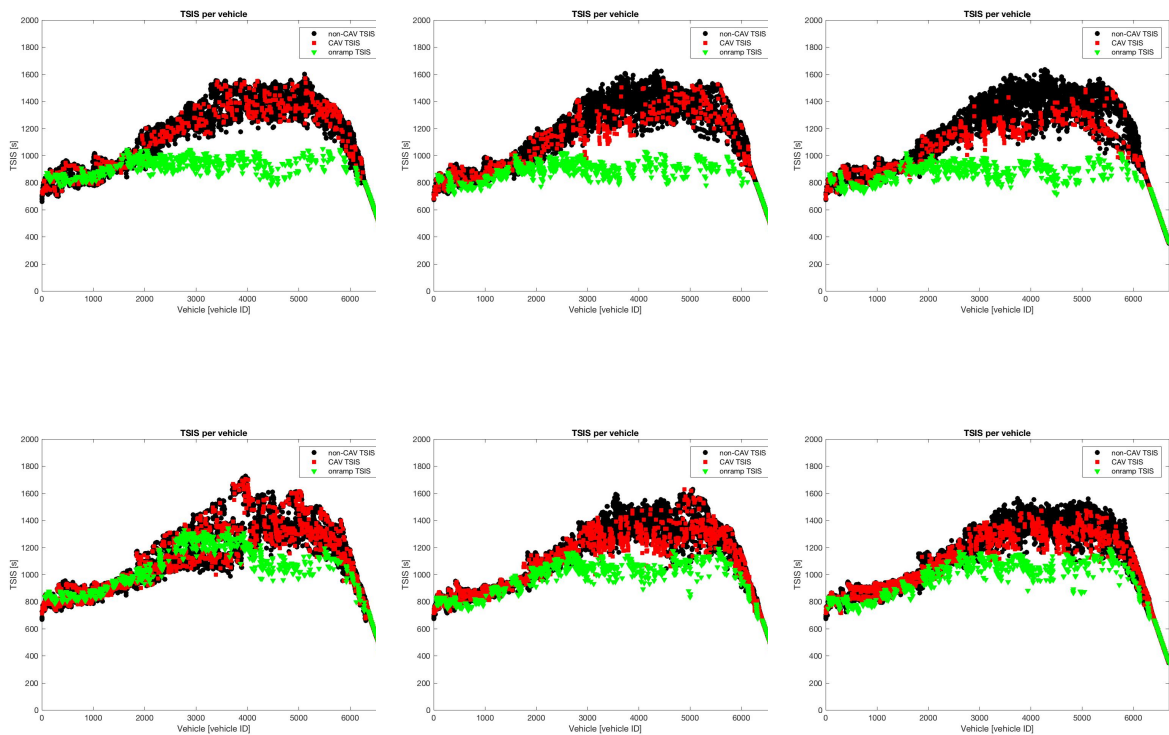 TSIS per vehicle
2000
1800
1600
1400
1200
1000
800
600
400
200
0
TSIS [s]
non-CAV TSIS
CAV TSIS
onramp TSIS
0 1000 2000 3000 4000 5000 6000
Vehicle [vehicle ID]
TSIS per vehicle
2000
1800
1600
1400
1200
1000
800
600
400
200
0
TSIS [s]
non-CAV TSIS
CAV TSIS
onramp TSIS
0 1000 2000 3000 4000 5000 6000
Vehicle [vehicle ID]
TSIS per vehicle
2000
1800
1600
1400
1200
1000
800
600
400
200
0
TSIS [s]
non-CAV TSIS
CAV TSIS
onramp TSIS
0 1000 2000 3000 4000 5000 6000
Vehicle [vehicle ID]
TSIS per vehicle
2000
1800
1600
1400
1200
1000
800
600
400
200
0
TSIS [s]
non-CAV TSIS
CAV TSIS
onramp TSIS
0 1000 2000 3000 4000 5000 6000
Vehicle [vehicle ID]
TSIS per vehicle
2000
1800
1600
1400
1200
1000
800
600
400
200
0
TSIS [s]
non-CAV TSIS
CAV TSIS
onramp TSIS
0 1000 2000 3000 4000 5000 6000
Vehicle [vehicle ID]
TSIS per vehicle
2000
1800
1600
1400
1200
1000
800
600
400
200
0
TSIS [s]
non-CAV TSIS
CAV TSIS
onramp TSIS
0 1000 2000 3000 4000 5000 6000
Vehicle [vehicle ID]